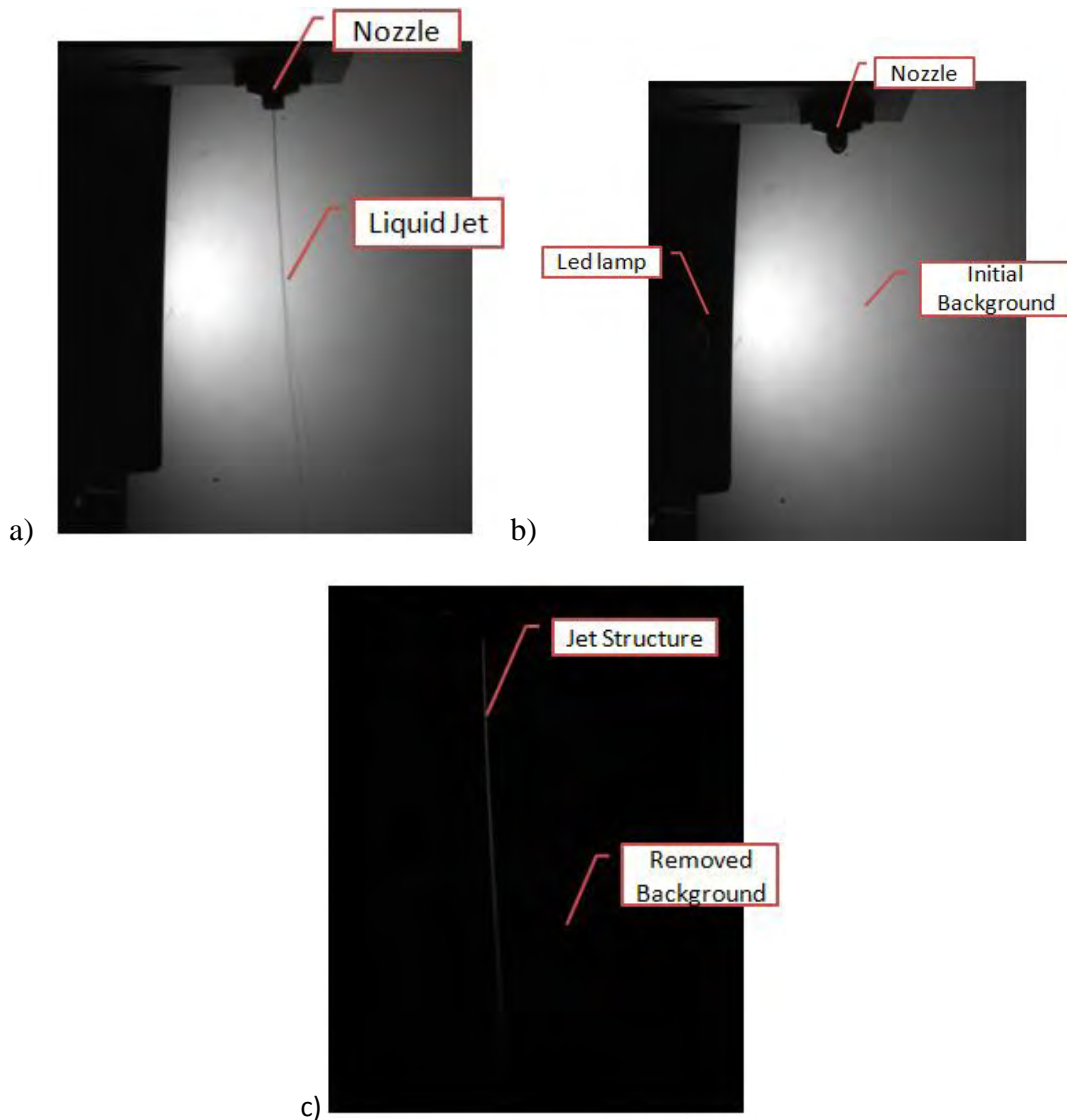 Nozzle
Liquid Jet
a)
Nozzle
Led lamp
Initial
Background
b)
Jet Structure
Removed
Background
c)